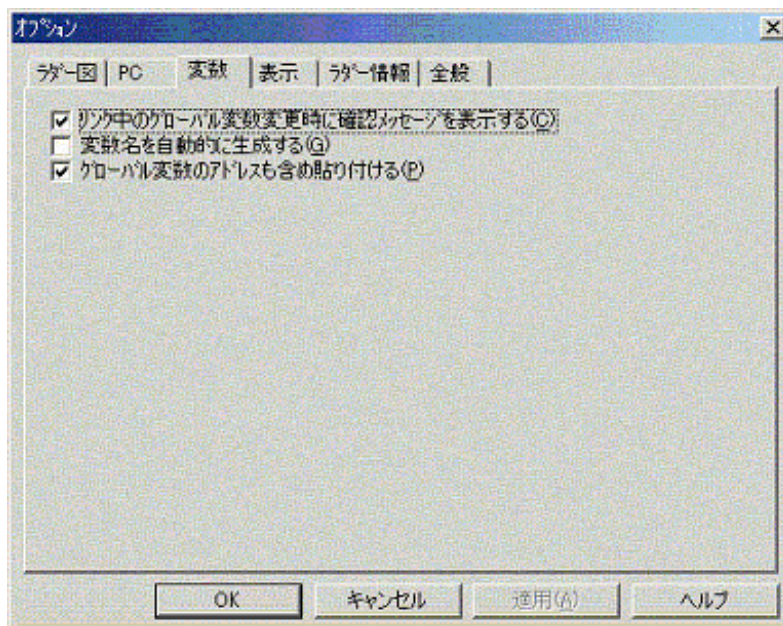 オプション
ラダー図 PC 変数 表示 ラダー情報 全般
リンク中のグローバル変数変更時に確認メッセージを表示する(C)
変数名を自動的に生成する(G)
グローバル変数のアドレスも含め貼り付ける(P)
OK キャンセル 適用(A) ヘルプ